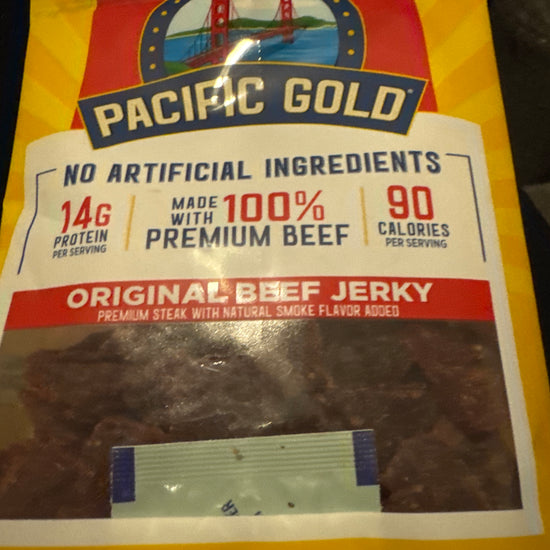 PACIFIC GOLD®
NO ARTIFICIAL INGREDIENTS
14G
PROTEIN
PER SERVING
MADE
WITH 100%
PREMIUM BEEF
90
CALORIES
PER SERVING
ORIGINAL BEEF JERKY
PREMIUM STEAK WITH NATURAL SMOKE FLAVOR ADDED